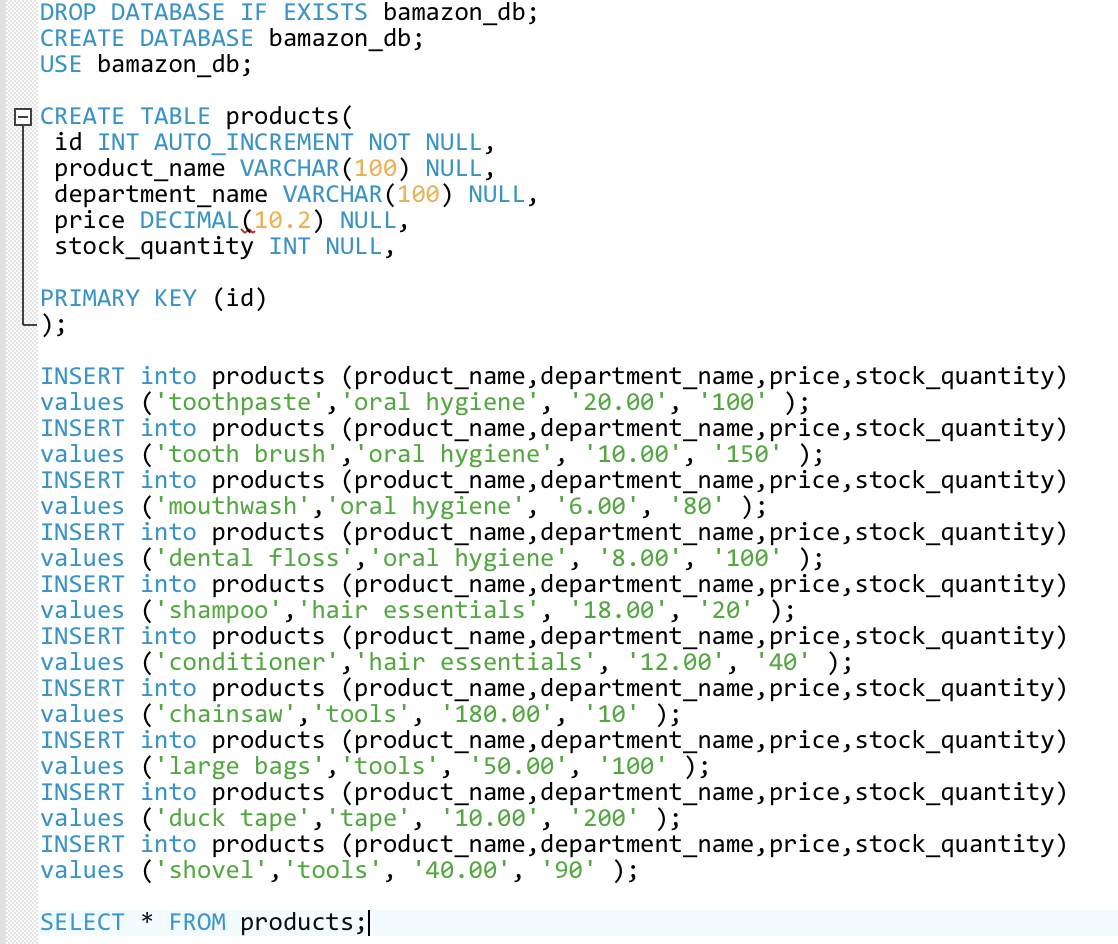 DROP DATABASE IF EXISTS bamazon_db;
CREATE DATABASE bamazon_db;
USE bamazon_db;
CREATE TABLE products(
id INT AUTO_INCREMENT NOT NULL,
product_name VARCHAR(100) NULL,
department_name VARCHAR(100) NULL,
price DECIMAL(10.2) NULL,
stock_quantity INT NULL,
PRIMARY KEY (id)
);
INSERT into products (product_name,department_name,price,stock_quantity)
values ('toothpaste','oral hygiene', '20.00', '100' );
INSERT into products (product_name,department_name,price,stock_quantity)
values ('tooth brush','oral hygiene', '10.00', '150' );
INSERT into products (product_name,department_name,price,stock_quantity)
values ('mouthwash','oral hygiene', '6.00', '80' );
INSERT into products (product_name,department_name,price,stock_quantity)
values ('dental floss','oral hygiene', '8.00', '100' );
INSERT into products (product_name,department_name,price,stock_quantity)
values ('shampoo','hair essentials', '18.00', '20' );
INSERT into products (product_name,department_name,price,stock_quantity)
values ('conditioner','hair essentials', '12.00', '40' );
INSERT into products (product_name,department_name,price,stock_quantity)
values ('chainsaw','tools', '180.00', '10' );
INSERT into products (product_name,department_name,price,stock_quantity)
values ('large bags','tools', '50.00', '100' );
INSERT into products (product_name,department_name,price,stock_quantity)
values ('duck tape','tape', '10.00', '200' );
INSERT into products (product_name,department_name,price,stock_quantity)
values ('shovel','tools', '40.00', '90' );
SELECT * FROM products;